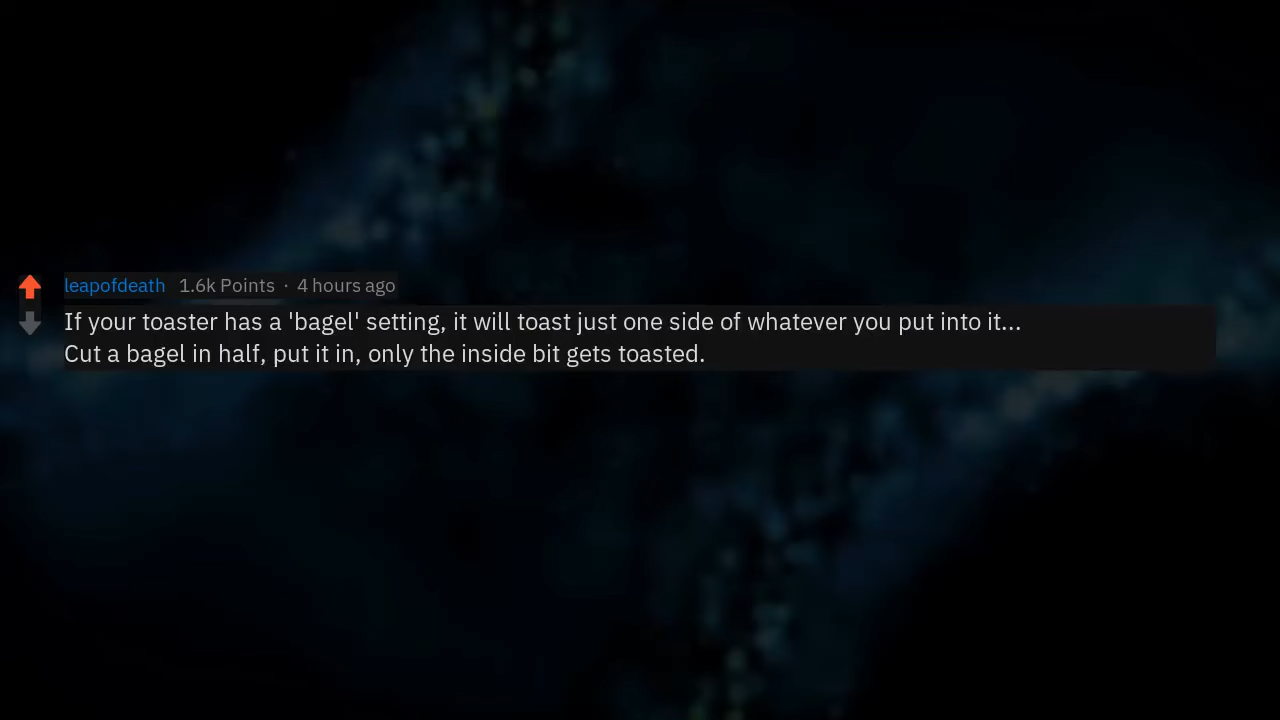 leapofdeath 1.6k Points · 4 hours ago
If your toaster has a 'bagel' setting, it will toast just one side of whatever you put into it...
Cut a bagel in half, put it in, only the inside bit gets toasted.